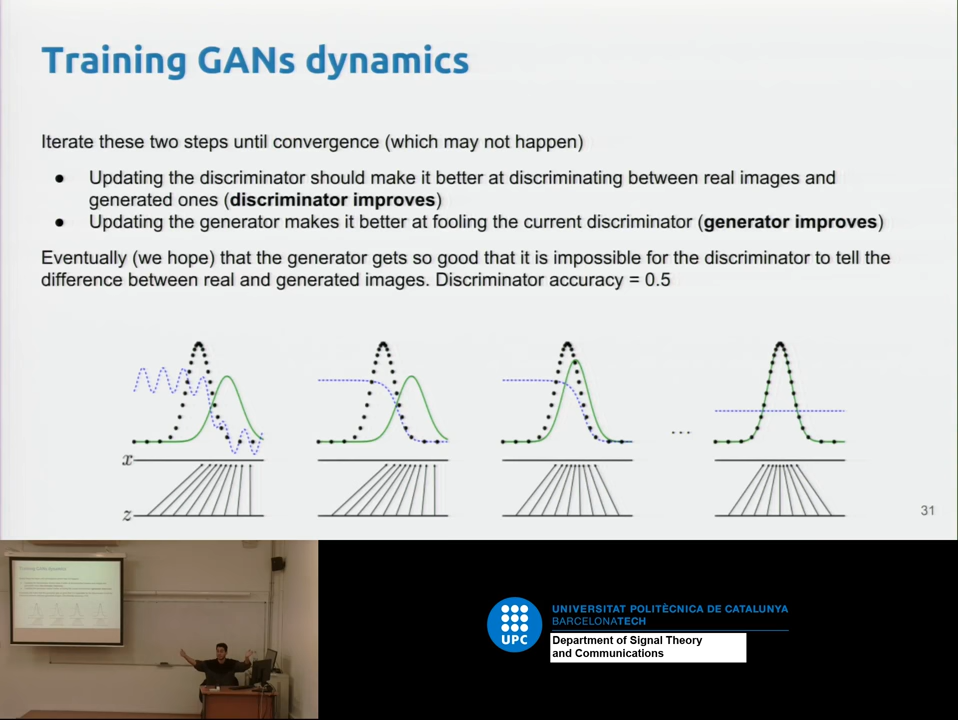 Training GANs dynamics
Iterate these two steps until convergence (which may not happen)
● Updating the discriminator should make it better at discriminating between real images and
generated ones (discriminator improves)
● Updating the generator makes it better at fooling the current discriminator (generator improves)
Eventually (we hope) that the generator gets so good that it is impossible for the discriminator to tell the
difference between real and generated images. Discriminator accuracy = 0.5
...
x
z
31
Training GANs dynamics
UPC
UNIVERSITAT POLITÈCNICA DE CATALUNYA
BARCELONATECH
Department of Signal Theory
and Communications